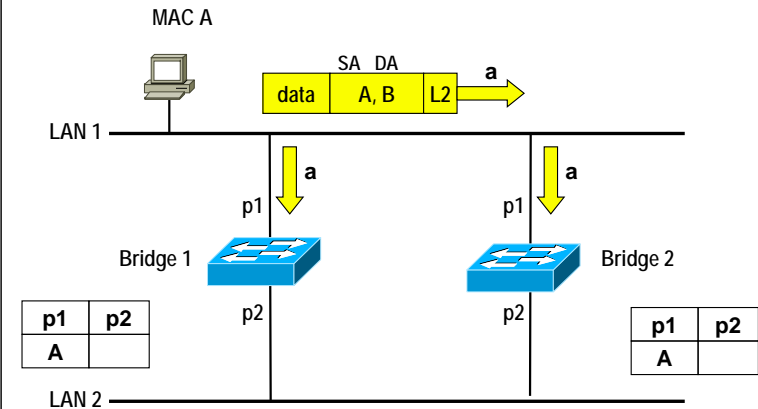 MAC A
SA DA
data A, B L2 a
LAN 1
a a
p1 p1
Bridge 1 Bridge 2
p2 p2
p1 p2
A
p1 p2
A
LAN 2